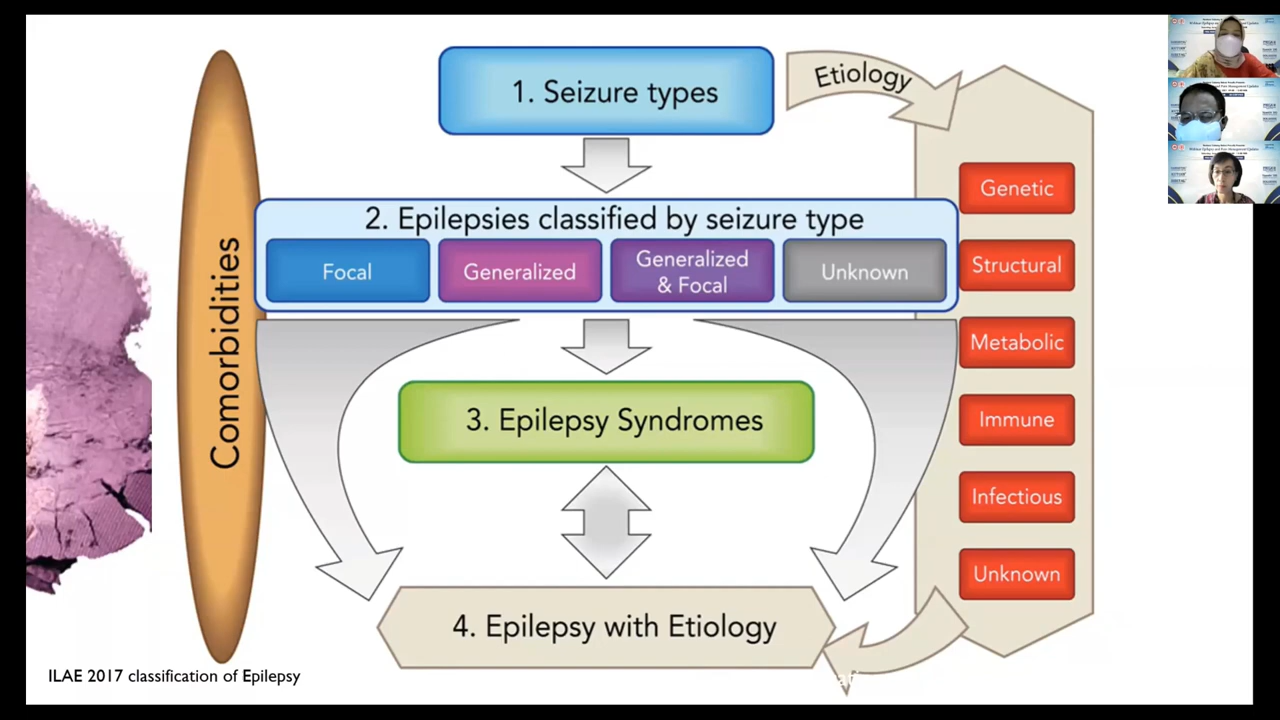 1. Seizure types
Etiology
2. Epilepsies classified by seizure type
Focal
Generalized
Generalized
& Focal
Unknown
Comorbidities
3. Epilepsy Syndromes
4. Epilepsy with Etiology
Genetic
Structural
Metabolic
Immune
Infectious
Unknown
ILAE 2017 classification of Epilepsy